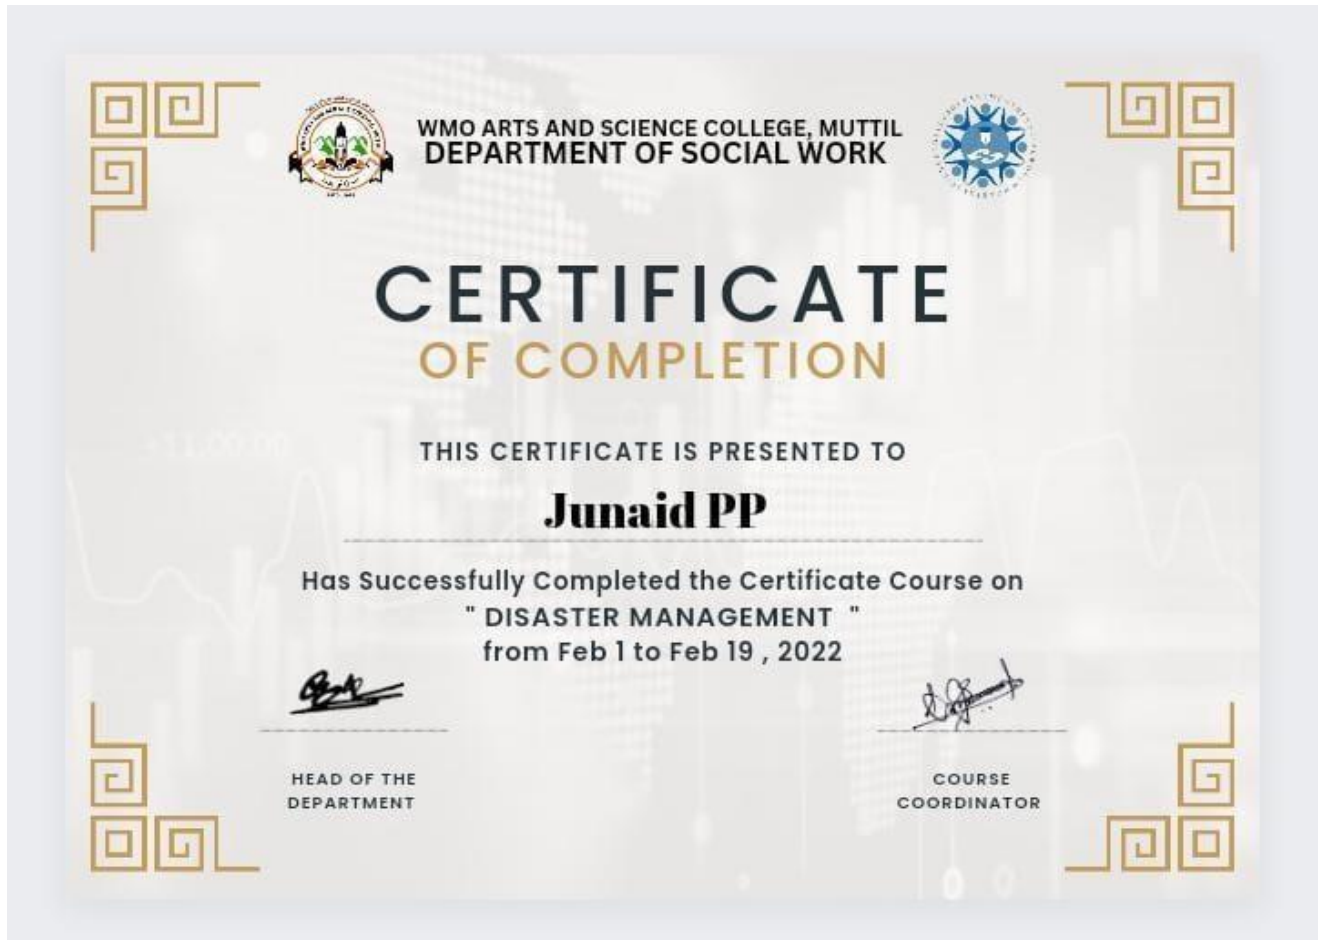 WMO ARTS AND SCIENCE COLLEGE, MUTTIL
DEPARTMENT OF SOCIAL WORK
CERTIFICATE
OF COMPLETION
THIS CERTIFICATE IS PRESENTED TO
Junaid PP
Has Successfully Completed the Certificate Course on
" DISASTER MANAGEMENT "
from Feb 1 to Feb 19 , 2022
HEAD OF THE
DEPARTMENT
COURSE
COORDINATOR